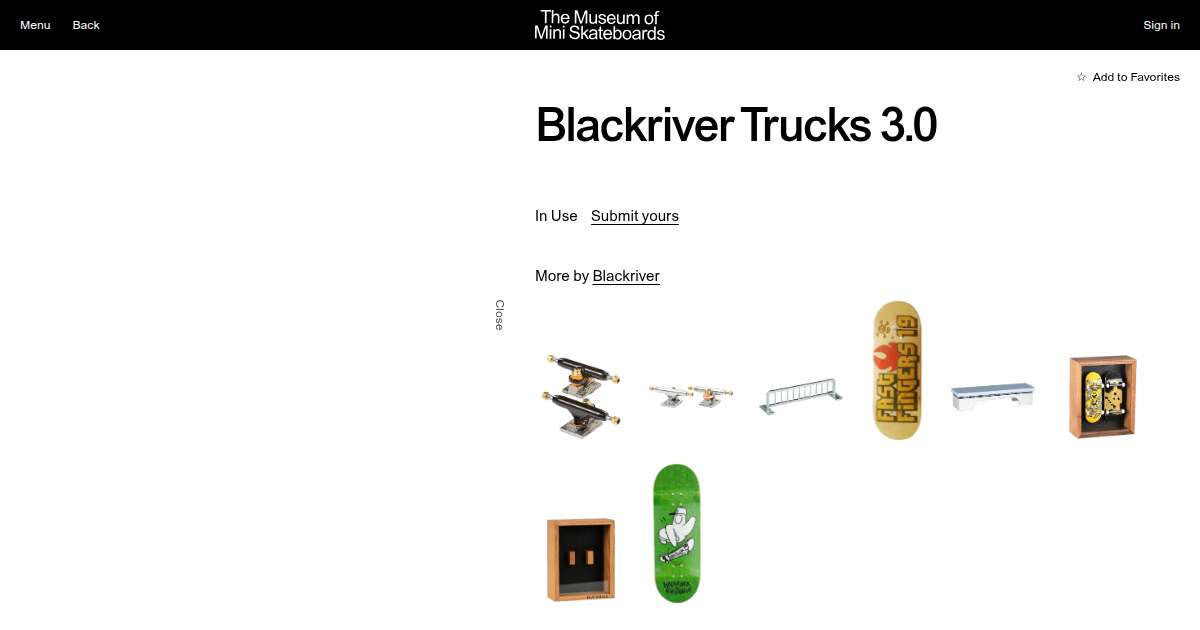 Menu Back
The Museum of
Mini Skateboards
Sign in
☆ Add to Favorites
Blackriver Trucks 3.0
In Use Submit yours
More by Blackriver
Close
FAST
FINGERS 19